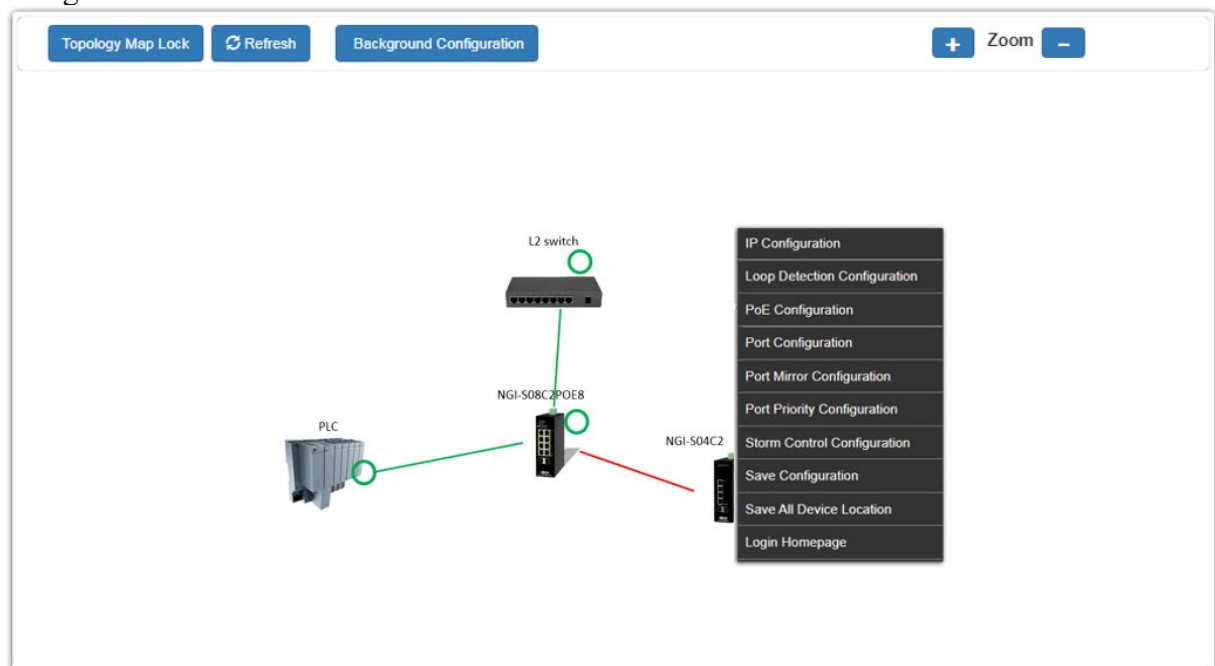 Topology Map Lock
Refresh
Background Configuration
+ Zoom -
L2 switch
IP Configuration
Loop Detection Configuration
PoE Configuration
Port Configuration
Port Mirror Configuration
NGI-S08C2POE8
Port Priority Configuration
PLC
NGI-S04C2
Storm Control Configuration
Save Configuration
Save All Device Location
Login Homepage